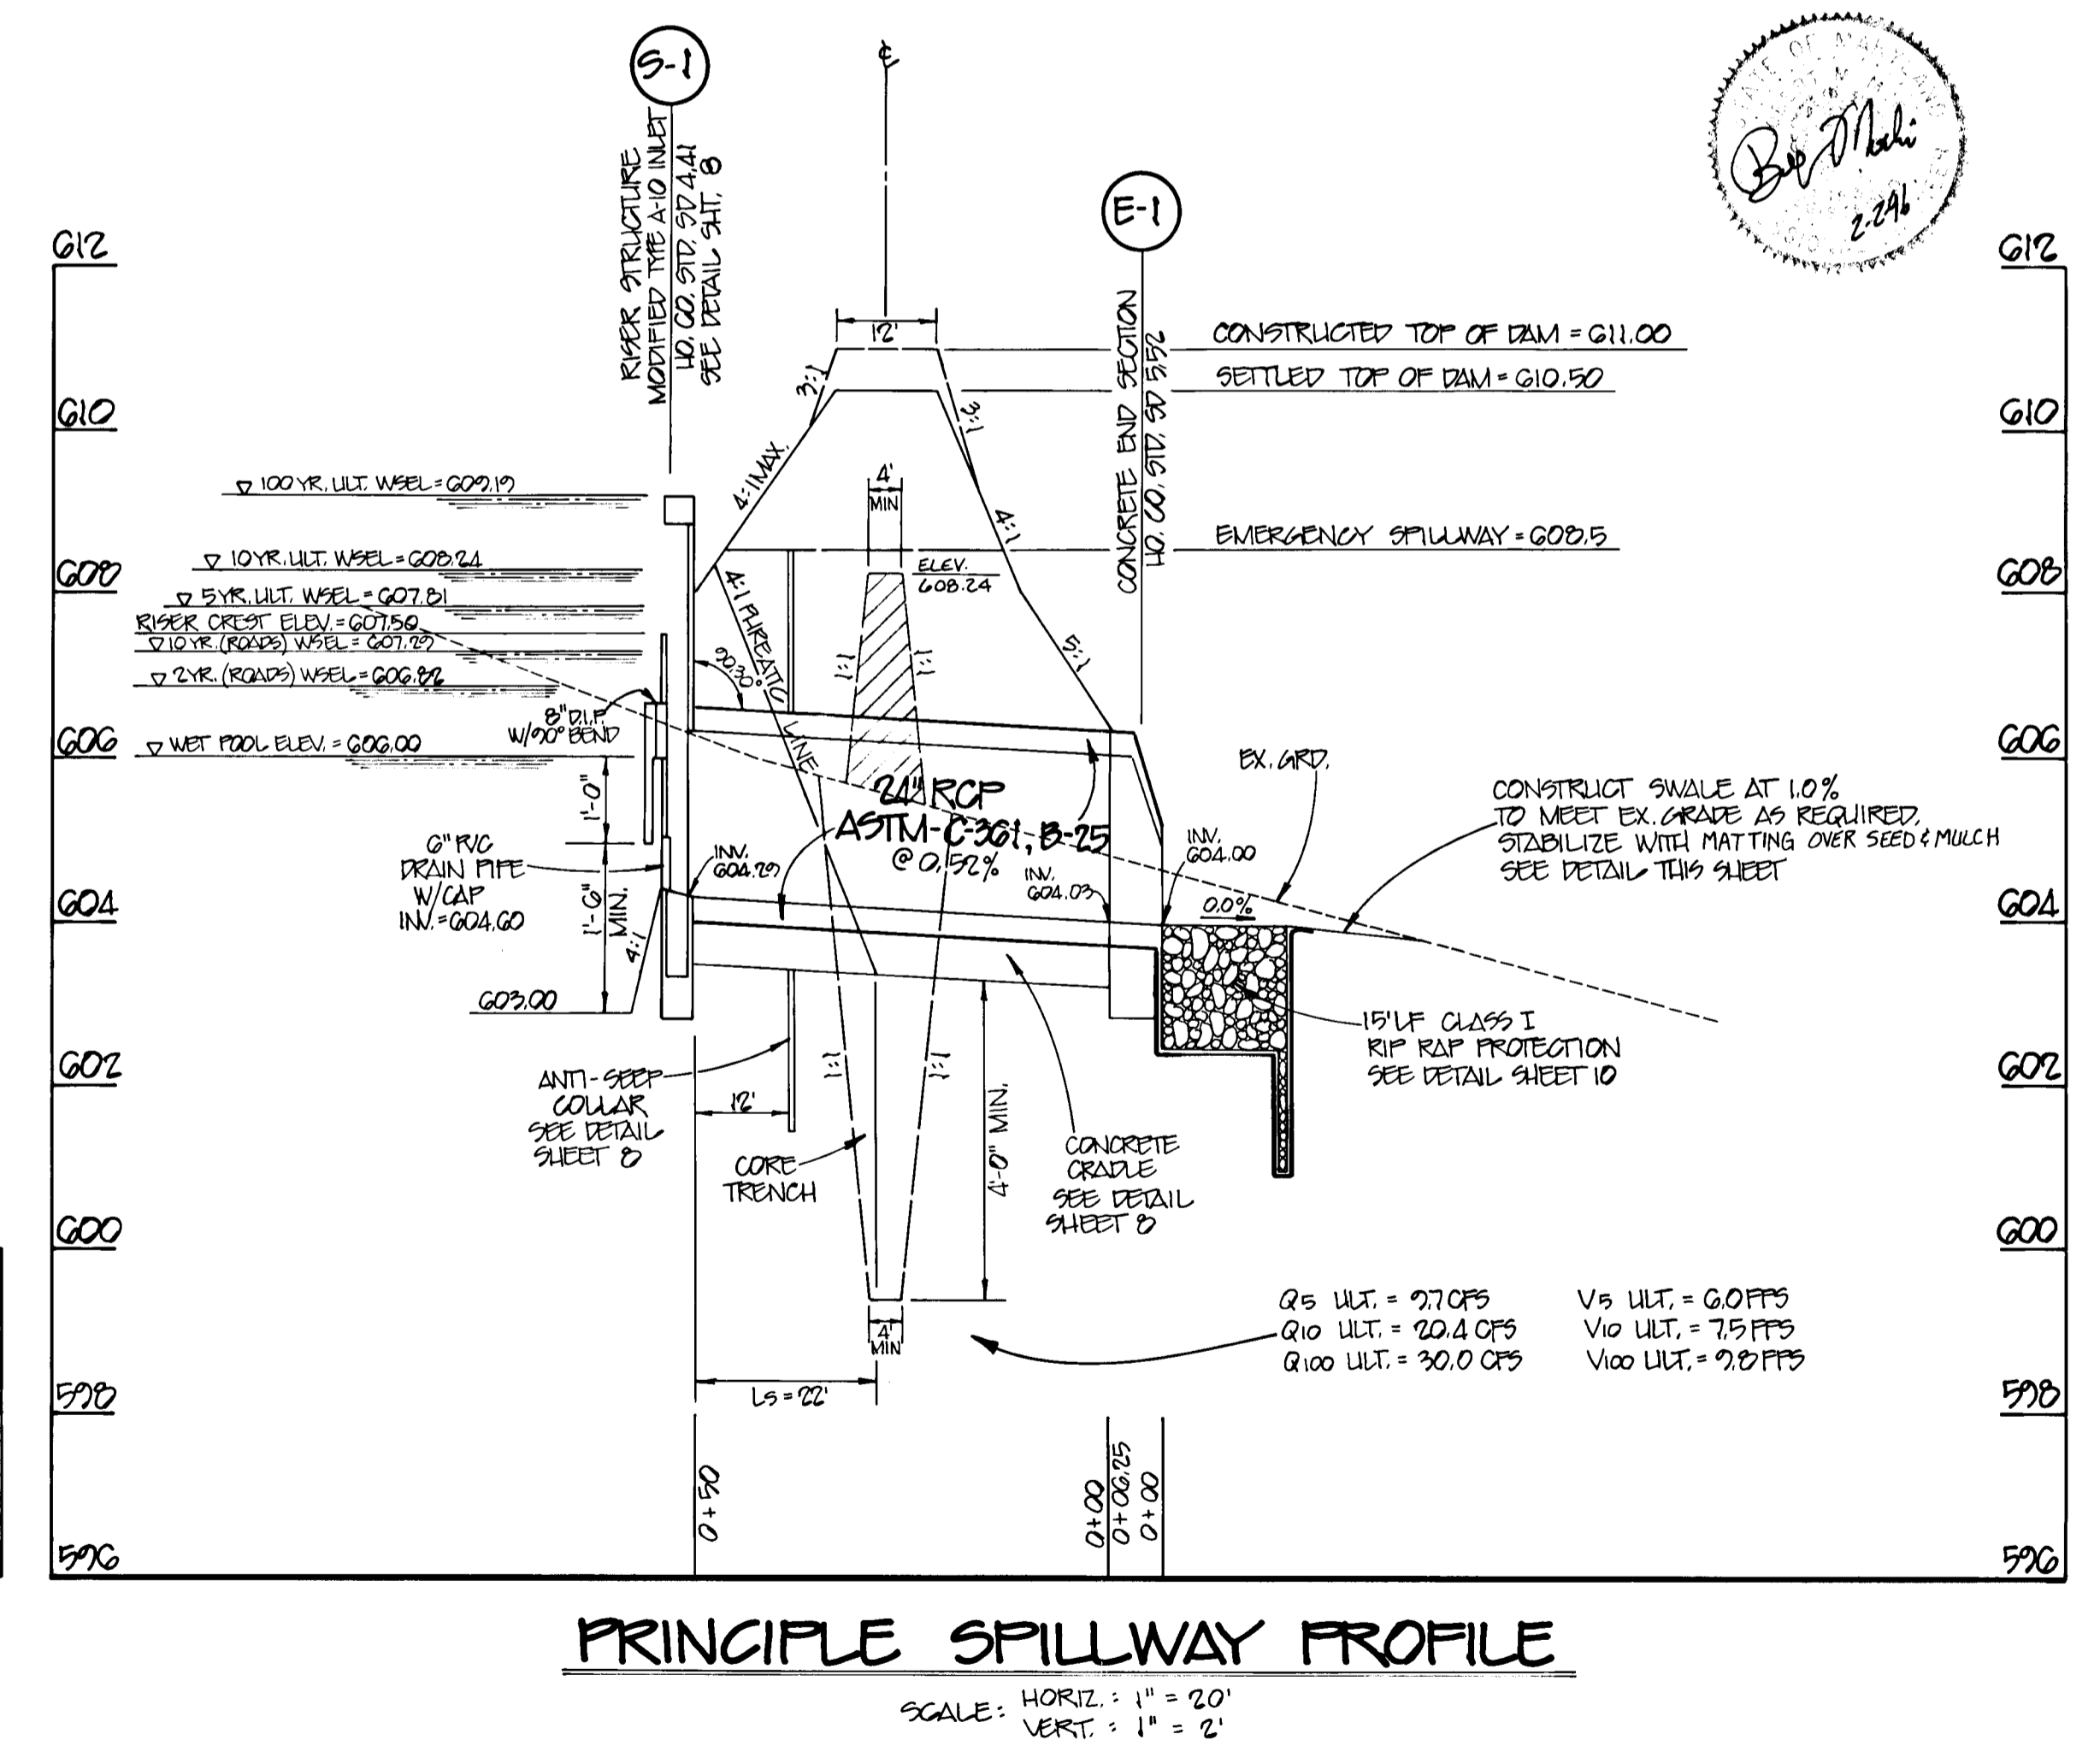 S-1
RISER STRUCTURE
MODIFIED TYPE A-10 INLET
HO. CO. STD. SD 4.41
SEE DETAIL SHT. 8
℄
E-1
CONCRETE END SECTION
HO. CO. STD. SD 5.52
STATE OF MARYLAND
2-2-96
612
610
608
606
604
602
600
598
596
612
610
608
606
604
602
600
598
596
12'
CONSTRUCTED TOP OF DAM = 611.00
SETTLED TOP OF DAM = 610.50
3:1
3:1
4:1 MAX.
4'
MIN
4:1
100 YR. ULT. WSEL = 609.19
EMERGENCY SPILLWAY = 608.5
10 YR. ULT. WSEL = 608.24
ELEV.
608.24
5 YR. ULT. WSEL = 607.81
RISER CREST ELEV. = 607.50
10 YR. (ROADS) WSEL = 607.29
2 YR. (ROADS) WSEL = 606.82
4:1 PHREATIC LINE
90.30°
1:1
1:1
5:1
8" D.I.P.
W/90° BEND
WET POOL ELEV. = 606.00
1'-0"
24" RCP
ASTM-C-361, B-25
@ 0.52%
EX. GRD.
CONSTRUCT SWALE AT 1.0%
TO MEET EX. GRADE AS REQUIRED.
STABILIZE WITH MATTING OVER SEED & MULCH
SEE DETAIL THIS SHEET
6" PVC
DRAIN PIPE
W/CAP
INV. = 604.60
INV.
604.29
INV.
604.03
INV.
604.00
0.0%
1'-6"
MIN.
4:1
603.00
15' LF CLASS I
RIP RAP PROTECTION
SEE DETAIL SHEET 10
ANTI-SEEP
COLLAR
SEE DETAIL
SHEET 8
12'
1:1
1:1
4'-0" MIN.
CORE
TRENCH
CONCRETE
CRADLE
SEE DETAIL
SHEET 8
4'
MIN
LS = 22'
Q5 ULT. = 9.7 CFS V5 ULT. = 6.0 FPS
Q10 ULT. = 20.4 CFS V10 ULT. = 7.5 FPS
Q100 ULT. = 30.0 CFS V100 ULT. = 9.8 FPS
0+50
0+00
0+06.25
0+00
PRINCIPLE SPILLWAY PROFILE
SCALE: HORIZ. : 1" = 20'
VERT. : 1" = 2'